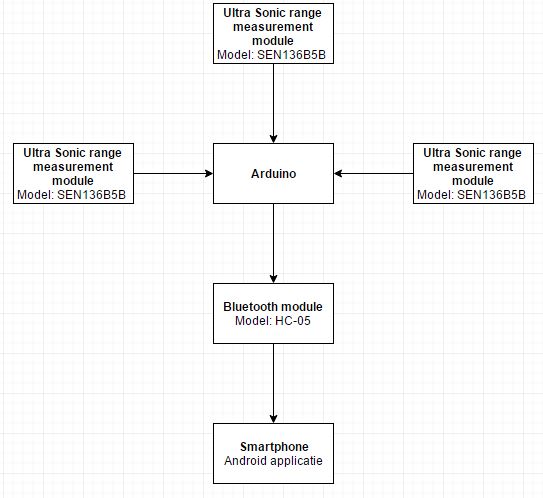 Ultra Sonic range
measurement
module
Model: SEN136B5B
Ultra Sonic range
measurement
module
Model: SEN136B5B
Arduino
Ultra Sonic range
measurement
module
Model: SEN136B5B
Bluetooth module
Model: HC-05
Smartphone
Android applicatie